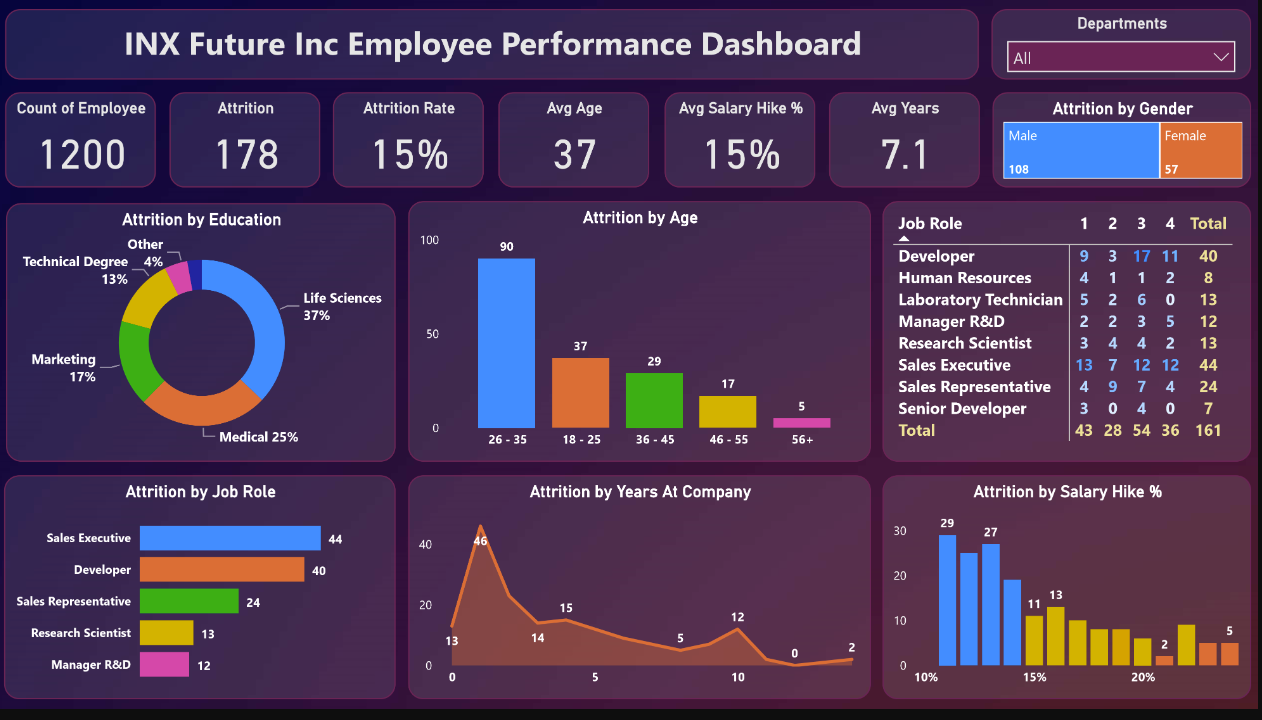 INX Future Inc Employee Performance Dashboard
Departments
All
Count of Employee
1200
Attrition
178
Attrition Rate
15%
Avg Age
37
Avg Salary Hike %
15%
Avg Years
7.1
Attrition by Gender
Male
108
Female
57
Attrition by Education
Other
4%
Technical Degree
13%
Life Sciences
37%
Marketing
17%
Medical 25%
Attrition by Age
100
50
0
90
37
29
17
5
26 - 35
18 - 25
36 - 45
46 - 55
56+
Job Role 1 2 3 4 Total
Developer 9 3 17 11 40
Human Resources 4 1 1 2 8
Laboratory Technician 5 2 6 0 13
Manager R&D 2 2 3 5 12
Research Scientist 3 4 4 2 13
Sales Executive 13 7 12 12 44
Sales Representative 4 9 7 4 24
Senior Developer 3 0 4 0 7
Total 43 28 54 36 161
Attrition by Job Role
Sales Executive 44
Developer 40
Sales Representative 24
Research Scientist 13
Manager R&D 12
Attrition by Years At Company
40
20
0
13
46
14
15
5
12
0
2
0
5
10
Attrition by Salary Hike %
30
20
10
0
29
27
11
13
2
5
10%
15%
20%